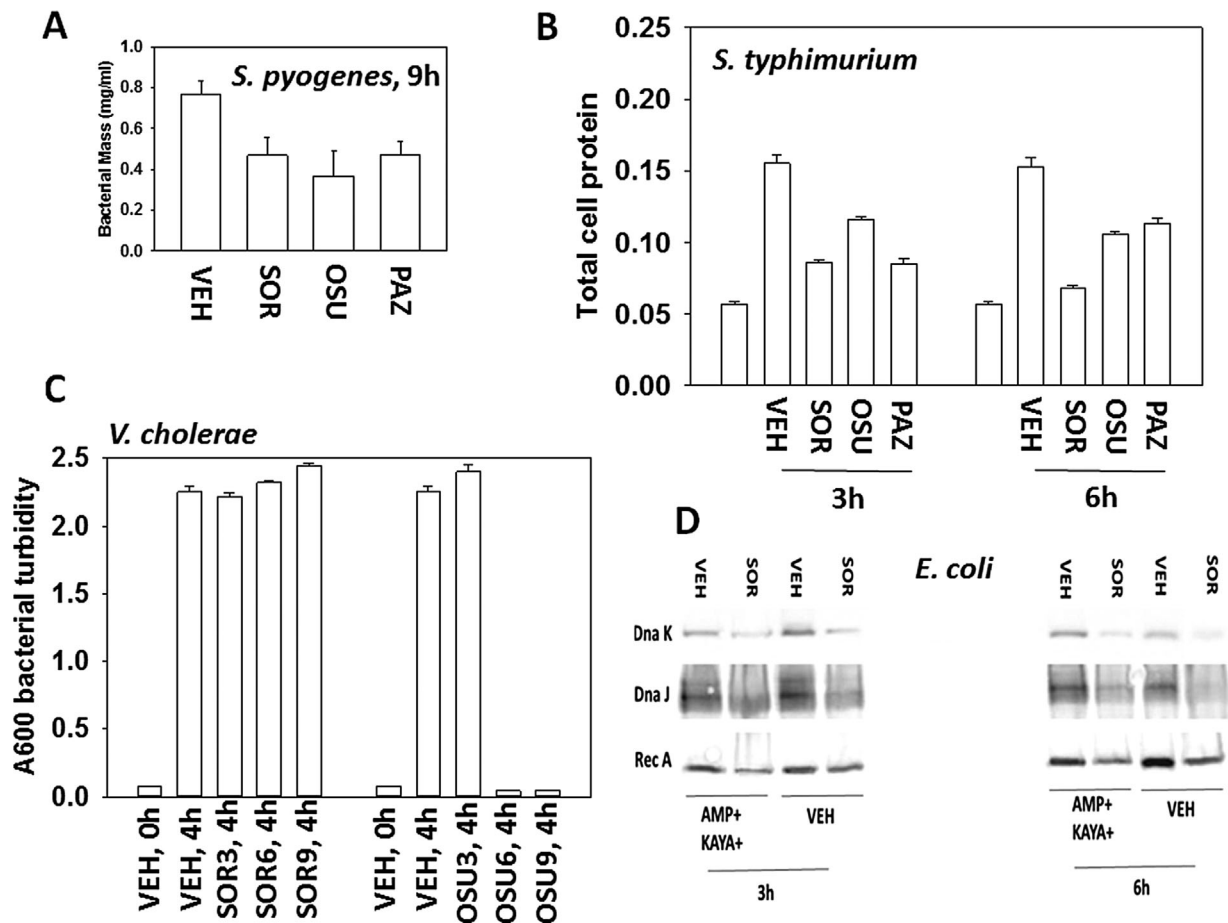 A
Bacterial Mass (mg/ml)
1.0
0.8
0.6
0.4
0.2
0.0
S. pyogenes, 9h
VEH
SOR
OSU
PAZ
B
Total cell protein
0.25
0.20
0.15
0.10
0.05
0.00
S. typhimurium
VEH
SOR
OSU
PAZ
3h
VEH
SOR
OSU
PAZ
6h
C
V. cholerae
A600 bacterial turbidity
2.5
2.0
1.5
1.0
0.5
0.0
VEH, 0h
VEH, 4h
SOR3, 4h
SOR6, 4h
SOR9, 4h
VEH, 0h
VEH, 4h
OSU3, 4h
OSU6, 4h
OSU9, 4h
D
E. coli
VEH
SOR
VEH
SOR
VEH
SOR
VEH
SOR
Dna K
Dna J
Rec A
AMP+
KAYA+
VEH
3h
AMP+
KAYA+
VEH
6h